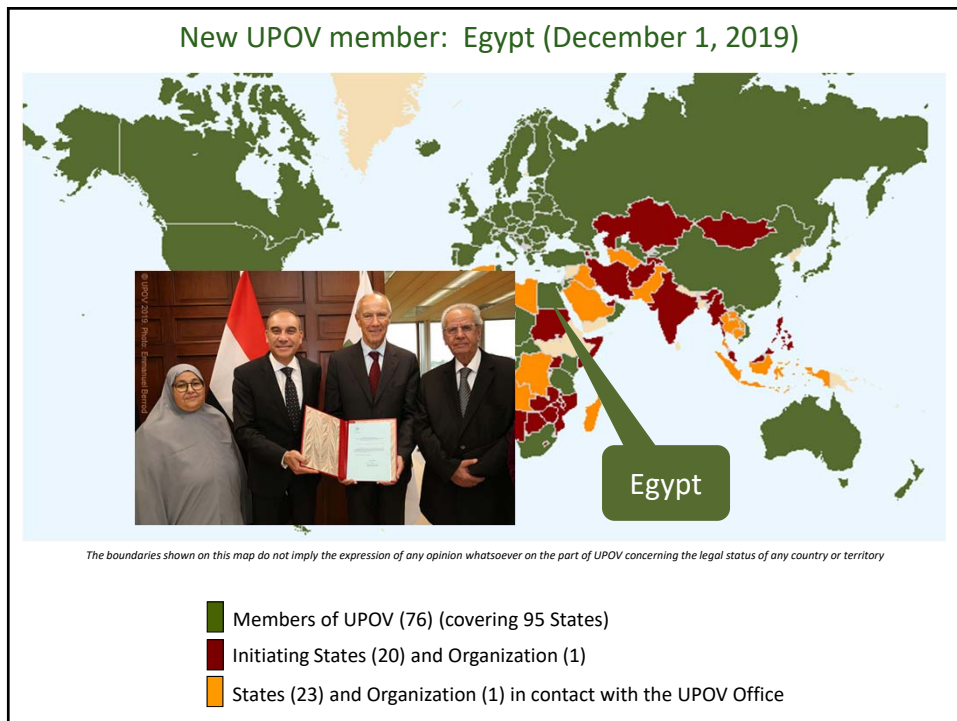 New UPOV member: Egypt (December 1, 2019)
© UPOV 2019. Photo: Emmanuel Berrod
Egypt
The boundaries shown on this map do not imply the expression of any opinion whatsoever on the part of UPOV concerning the legal status of any country or territory
Members of UPOV (76) (covering 95 States)
Initiating States (20) and Organization (1)
States (23) and Organization (1) in contact with the UPOV Office